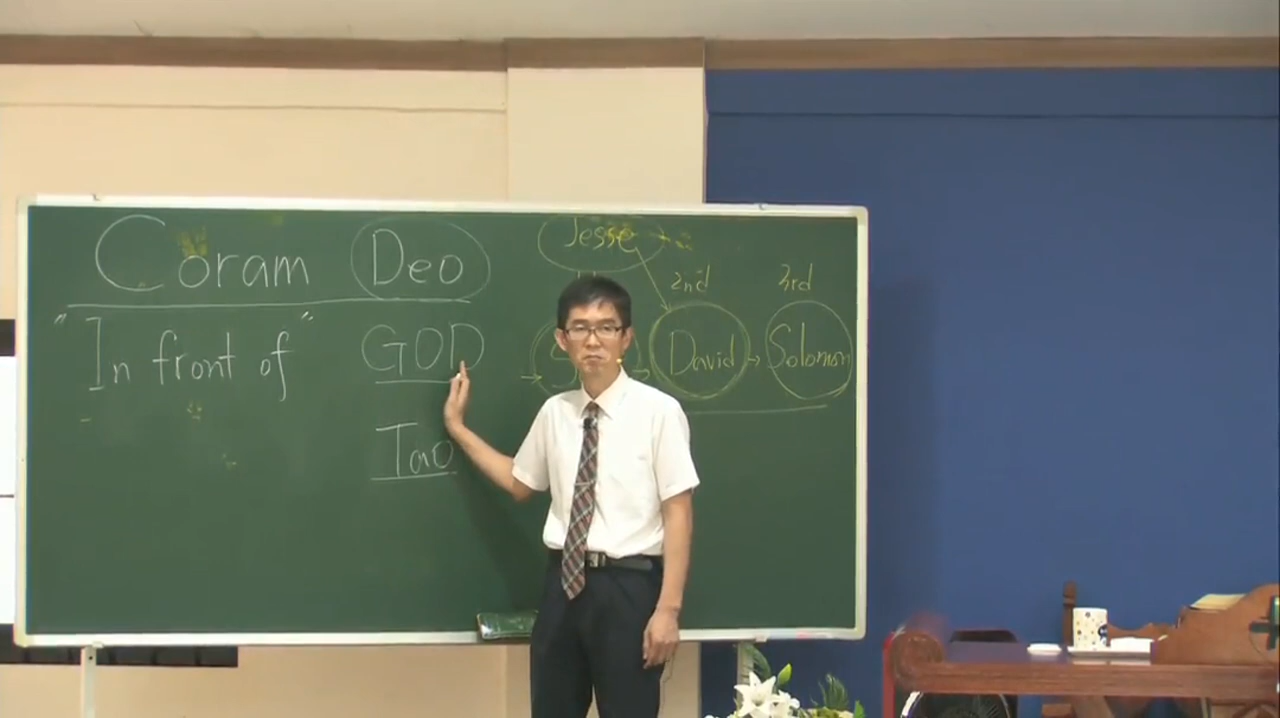 Coram Deo
"In front of" GOD
Tao
Jesse
2nd 3rd
David → Solomon